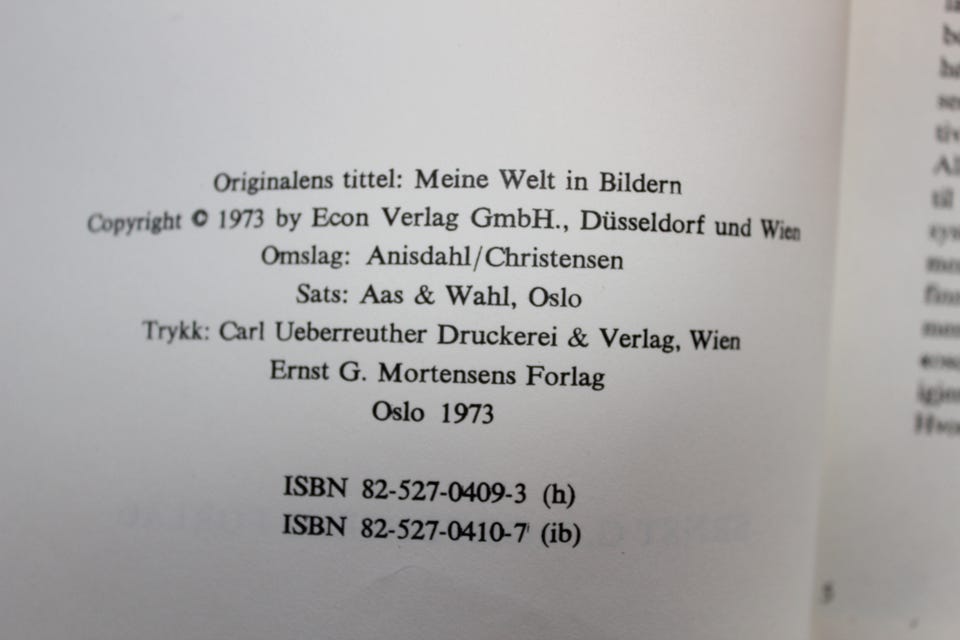 Originalens tittel: Meine Welt in Bildern
Copyright © 1973 by Econ Verlag GmbH., Düsseldorf und Wien
Omslag: Anisdahl/Christensen
Sats: Aas & Wahl, Oslo
Trykk: Carl Ueberreuther Druckerei & Verlag, Wien
Ernst G. Mortensens Forlag
Oslo 1973
ISBN 82-527-0409-3 (h)
ISBN 82-527-0410-7 (ib)